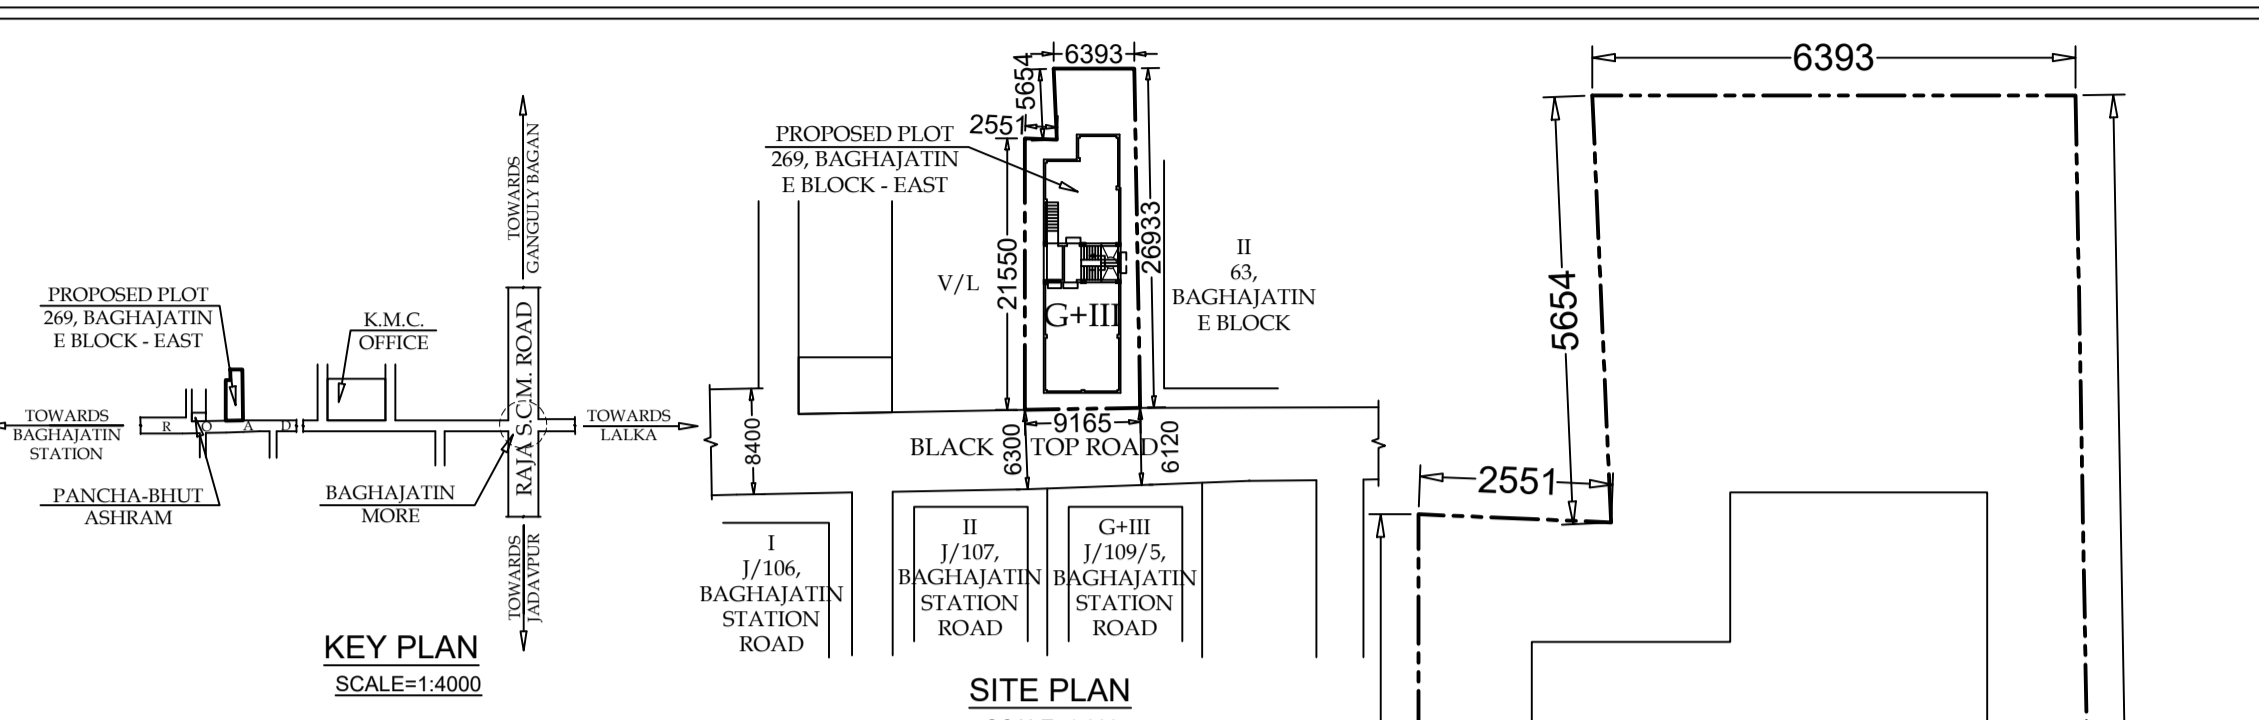 TOWARDS
GANGULY BAGAN
PROPOSED PLOT
269, BAGHAJATIN
E BLOCK - EAST
K.M.C.
OFFICE
RAJA S.C.M. ROAD
TOWARDS
BAGHAJATIN
STATION
R O A D
TOWARDS
LALKA
PANCHA-BHUT
ASHRAM
BAGHAJATIN
MORE
TOWARDS
JADAVPUR
KEY PLAN
SCALE=1:4000
6393
5654
2551
PROPOSED PLOT
269, BAGHAJATIN
E BLOCK - EAST
21550
26933
V/L
G+III
II
63,
BAGHAJATIN
E BLOCK
8400
6300
9165
6120
BLACK TOP ROAD
I
J/106,
BAGHAJATIN
STATION
ROAD
II
J/107,
BAGHAJATIN
STATION
ROAD
G+III
J/109/5,
BAGHAJATIN
STATION
ROAD
SITE PLAN
6393
5654
2551